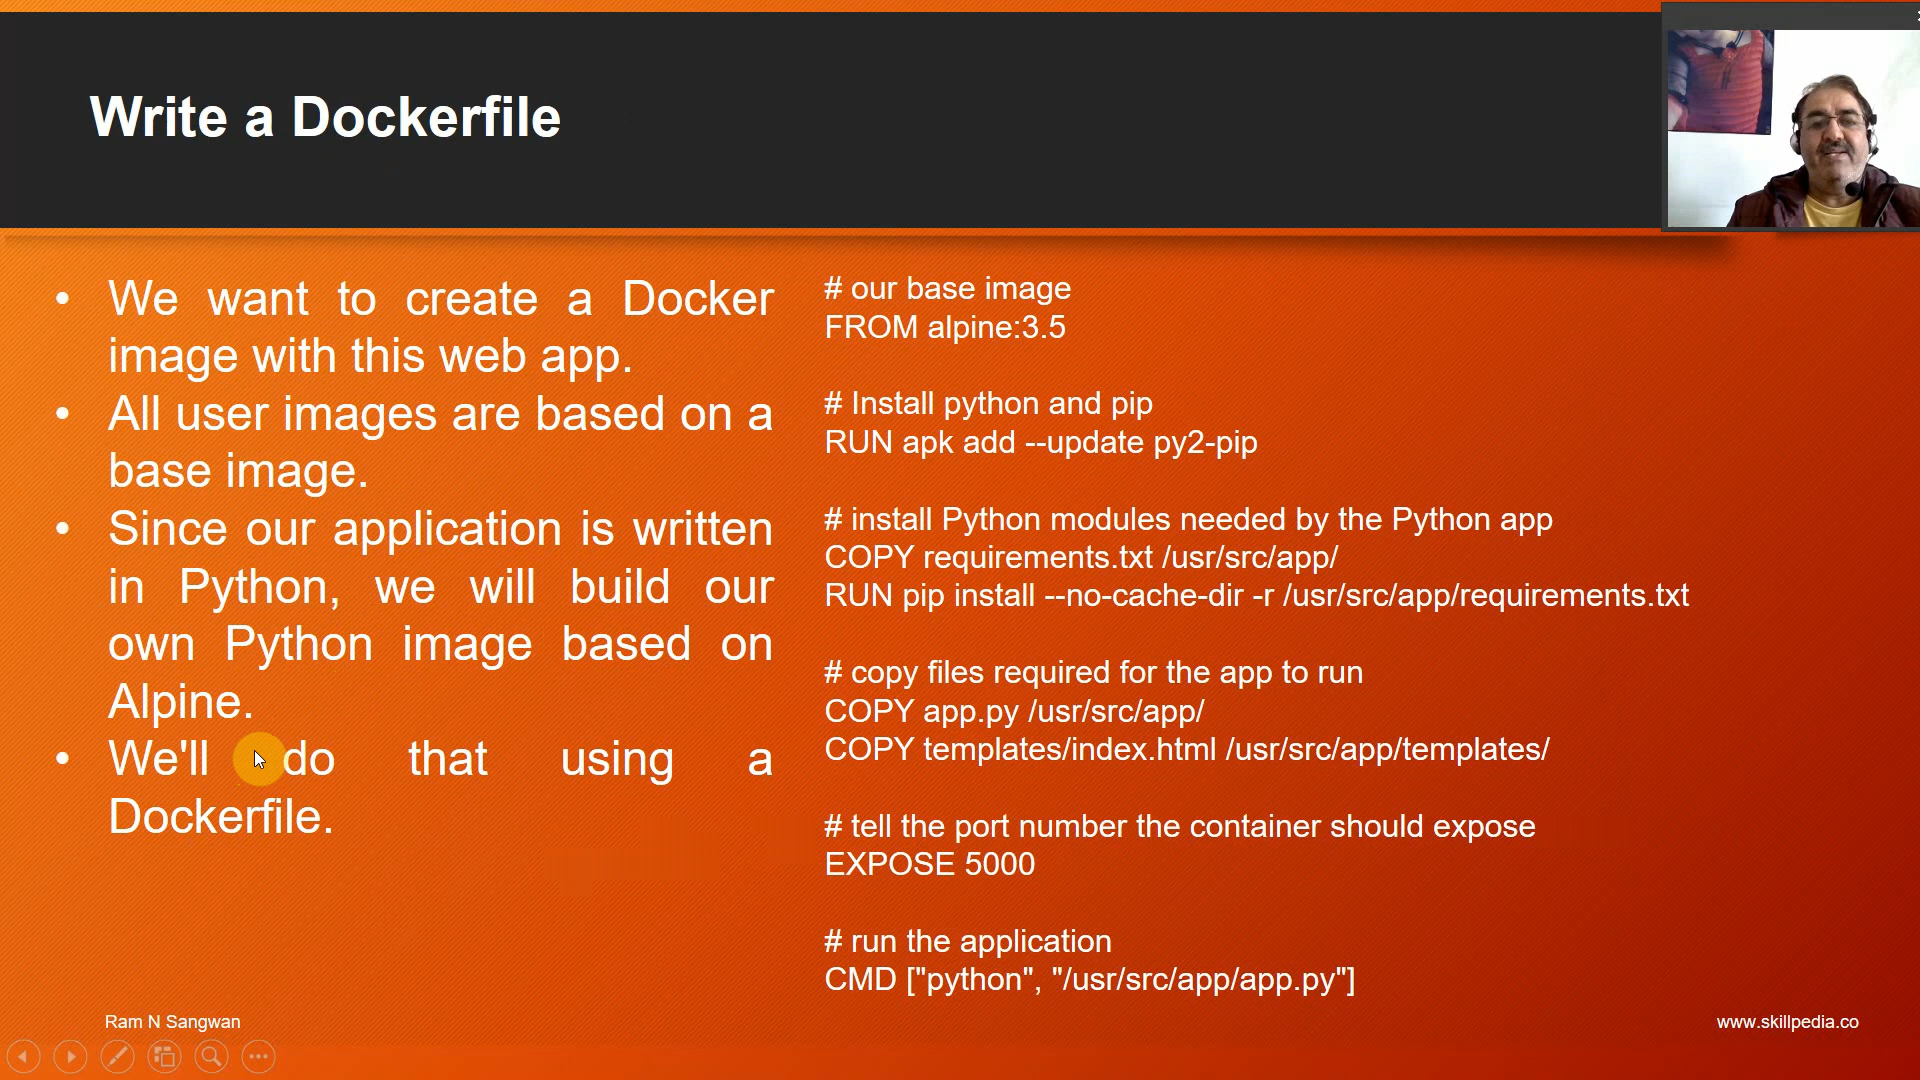 Write a Dockerfile
• We want to create a Docker
image with this web app.
• All user images are based on a
base image.
• Since our application is written
in Python, we will build our
own Python image based on
Alpine.
• We'll do that using a
Dockerfile.
# our base image
FROM alpine:3.5
# Install python and pip
RUN apk add --update py2-pip
# install Python modules needed by the Python app
COPY requirements.txt /usr/src/app/
RUN pip install --no-cache-dir -r /usr/src/app/requirements.txt
# copy files required for the app to run
COPY app.py /usr/src/app/
COPY templates/index.html /usr/src/app/templates/
# tell the port number the container should expose
EXPOSE 5000
# run the application
CMD ["python", "/usr/src/app/app.py"]
Ram N Sangwan
www.skillpedia.co